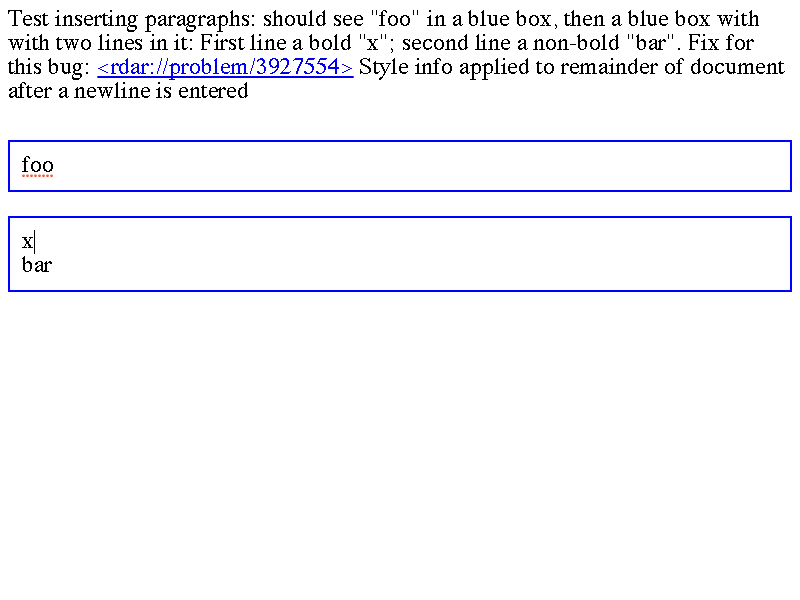 Test inserting paragraphs: should see "foo" in a blue box, then a blue box with
with two lines in it: First line a bold "x"; second line a non-bold "bar". Fix for
this bug: <rdar://problem/3927554> Style info applied to remainder of document
after a newline is entered
foo
x
bar